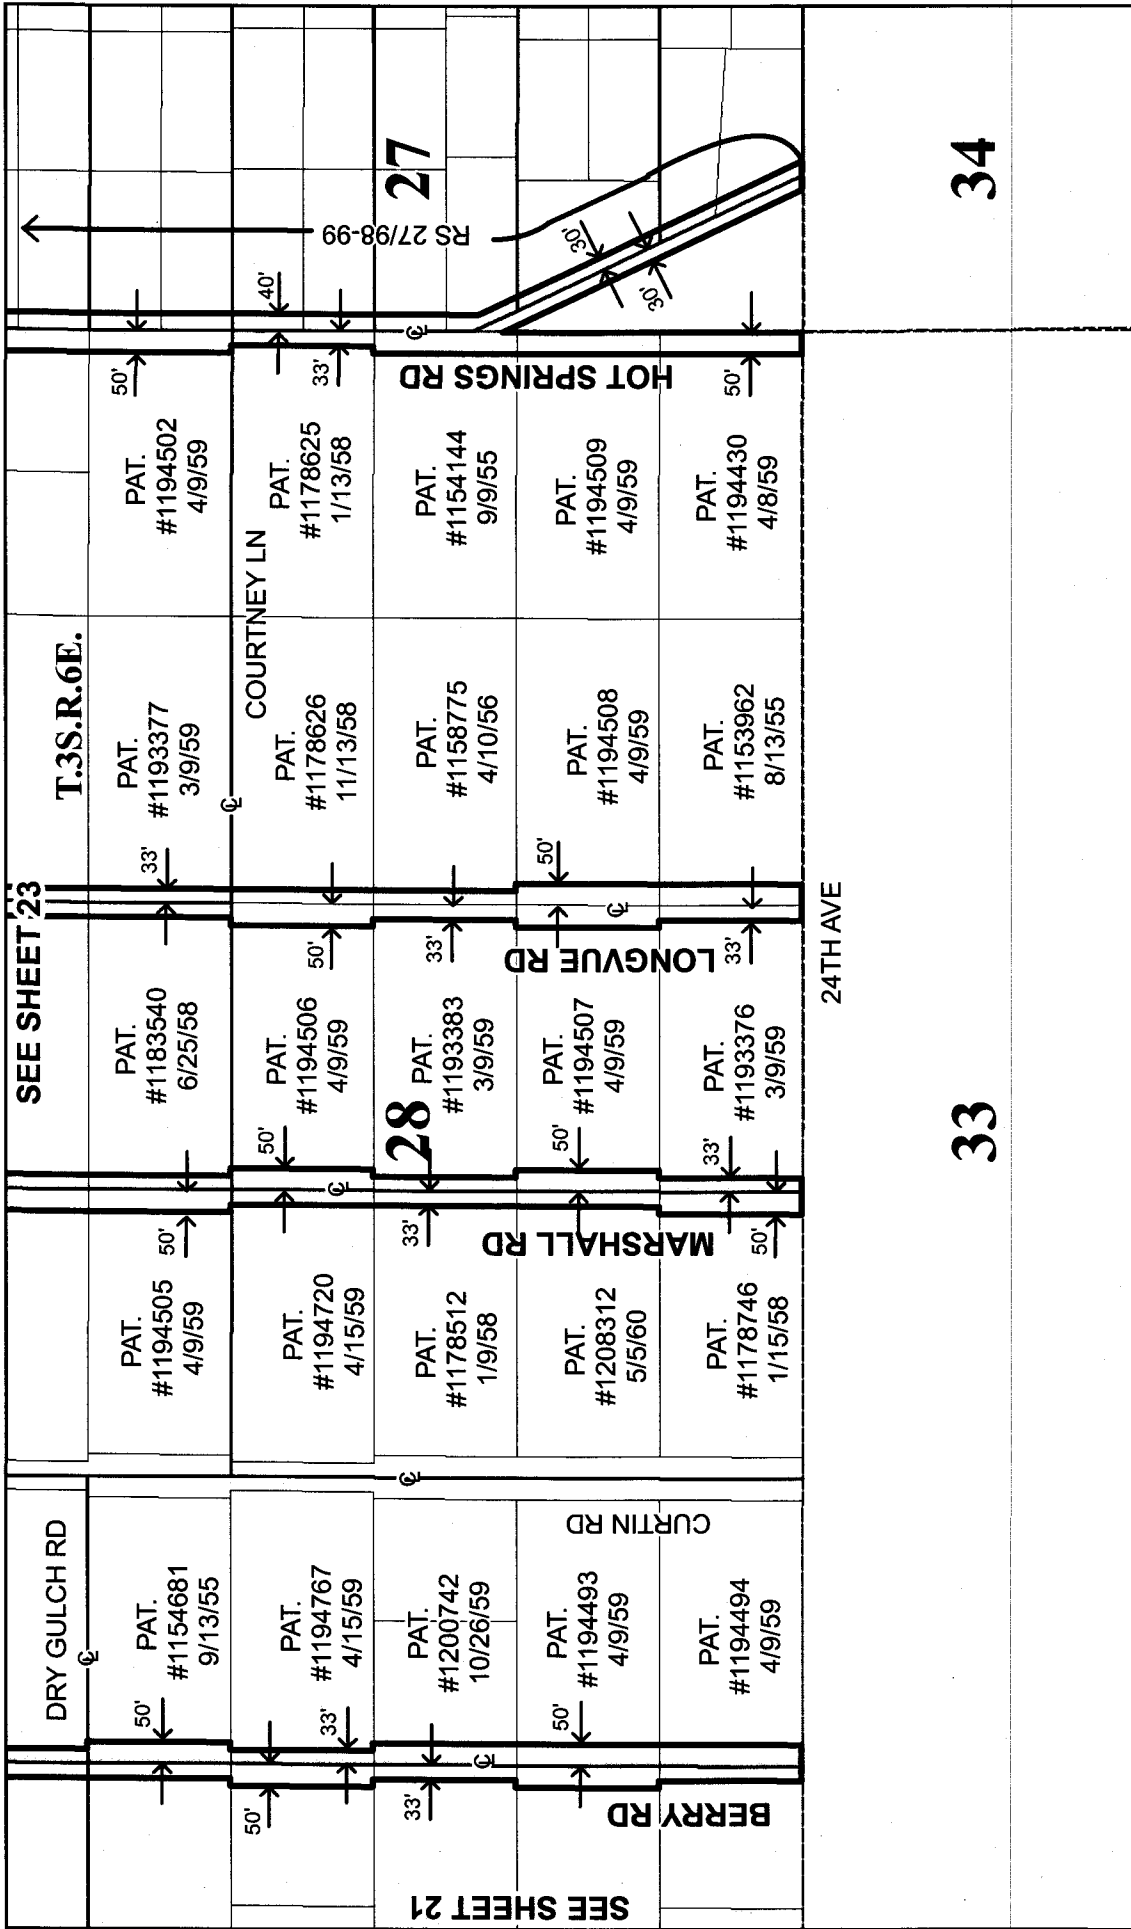 SEE SHEET 23
T.3S.R.6E.
DRY GULCH RD
℄
PAT.
#1154681
9/13/55
50'
PAT.
#1194505
4/9/59
50'
PAT.
#1183540
6/25/58
33'
PAT.
#1193377
3/9/59
PAT.
#1194502
4/9/59
50'
COURTNEY LN
℄
PAT.
#1194767
4/15/59
50'
33'
PAT.
#1194720
4/15/59
50'
℄
PAT.
#1194506
4/9/59
50'
PAT.
#1178626
11/13/58
PAT.
#1178625
1/13/58
33'
40'
RS 27/98-99
27
28
PAT.
#1200742
10/26/59
33'
℄
℄
PAT.
#1178512
1/9/58
33'
PAT.
#1193383
3/9/59
33'
PAT.
#1158775
4/10/56
PAT.
#1154144
9/9/55
℄
PAT.
#1194493
4/9/59
50'
PAT.
#1208312
5/5/60
50'
PAT.
#1194507
4/9/59
50'
℄
PAT.
#1194508
4/9/59
PAT.
#1194509
4/9/59
30'
30'
PAT.
#1194494
4/9/59
PAT.
#1178746
1/15/58
50'
33'
PAT.
#1193376
3/9/59
33'
PAT.
#1153962
8/13/55
PAT.
#1194430
4/8/59
50'
SEE SHEET 21
BERRY RD
CURTIN RD
MARSHALL RD
LONGVUE RD
HOT SPRINGS RD
24TH AVE
33
34